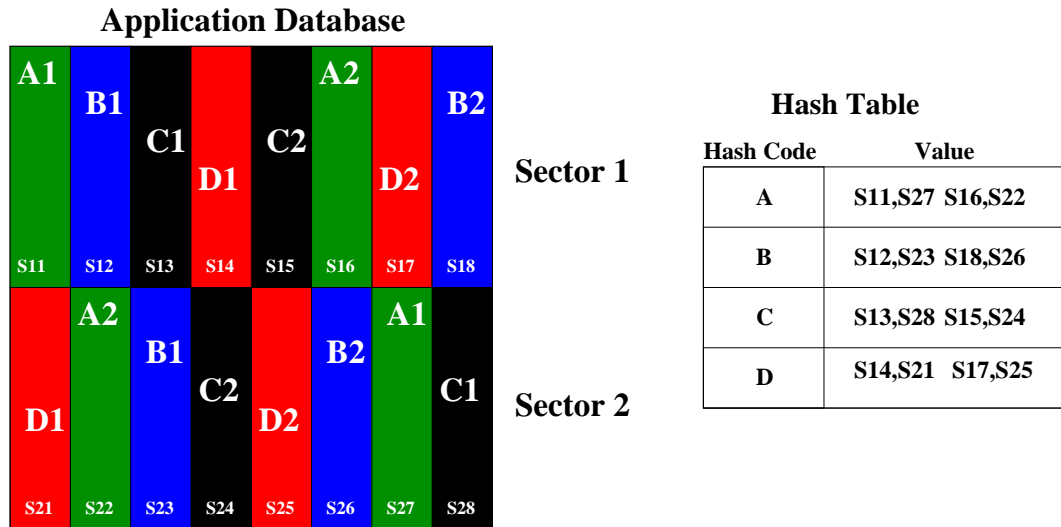 Application Database
A1 B1 C1 D1 C2 A2 D2 B2
S11 S12 S13 S14 S15 S16 S17 S18
Sector 1
D1 A2 B1 C2 D2 B2 A1 C1
S21 S22 S23 S24 S25 S26 S27 S28
Sector 2
Hash Table
Hash Code Value
A S11,S27 S16,S22
B S12,S23 S18,S26
C S13,S28 S15,S24
D S14,S21 S17,S25